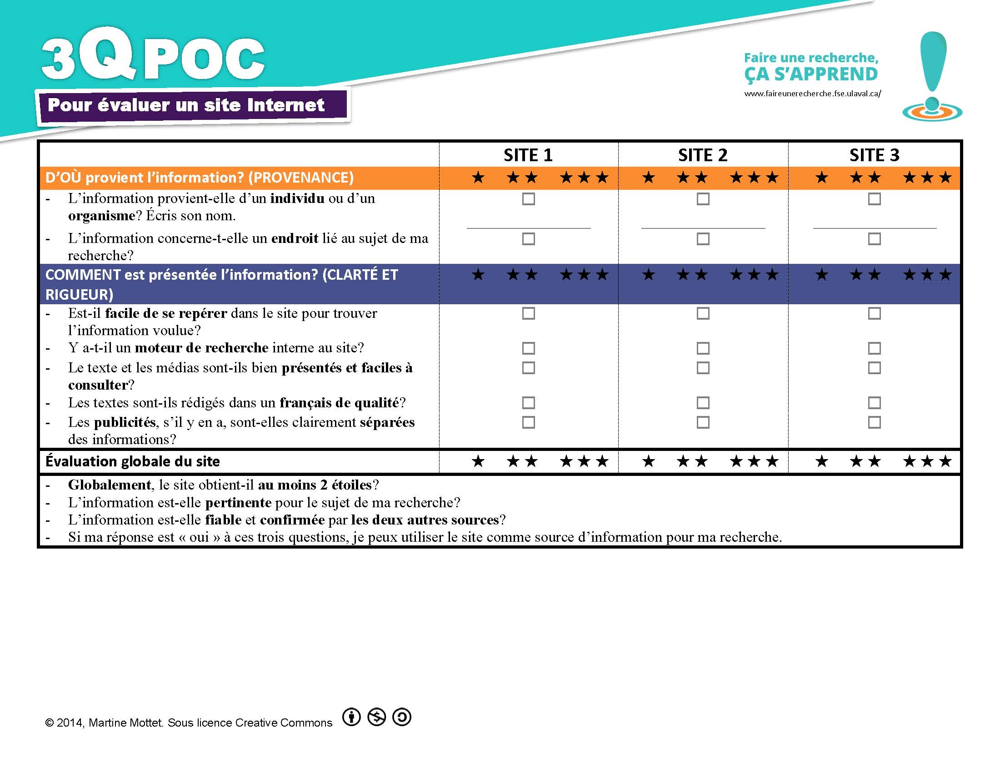 3QPOC
Pour évaluer un site Internet
Faire une recherche,
ÇA S'APPREND
www.faireunerecherche.fse.ulaval.ca/
SITE 1 SITE 2 SITE 3
D'OÙ provient l'information? (PROVENANCE) ★ ★★ ★★★ ★ ★★ ★★★ ★ ★★ ★★★
- L'information provient-elle d'un individu ou d'un
organisme? Écris son nom.
- L'information concerne-t-elle un endroit lié au sujet de ma
recherche?
COMMENT est présentée l'information? (CLARTÉ ET ★ ★★ ★★★ ★ ★★ ★★★ ★ ★★ ★★★
RIGUEUR)
- Est-il facile de se repérer dans le site pour trouver
l'information voulue?
- Y a-t-il un moteur de recherche interne au site?
- Le texte et les médias sont-ils bien présentés et faciles à
consulter?
- Les textes sont-ils rédigés dans un français de qualité?
- Les publicités, s'il y en a, sont-elles clairement séparées
des informations?
Évaluation globale du site ★ ★★ ★★★ ★ ★★ ★★★ ★ ★★ ★★★
- Globalement, le site obtient-il au moins 2 étoiles?
- L'information est-elle pertinente pour le sujet de ma recherche?
- L'information est-elle fiable et confirmée par les deux autres sources?
- Si ma réponse est « oui » à ces trois questions, je peux utiliser le site comme source d'information pour ma recherche.
© 2014, Martine Mottet. Sous licence Creative Commons